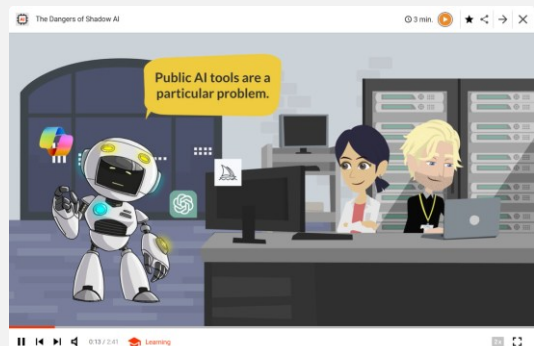 The Dangers of Shadow AI
3 min.
Public AI tools are a
particular problem.
0:13 / 2:41
Learning